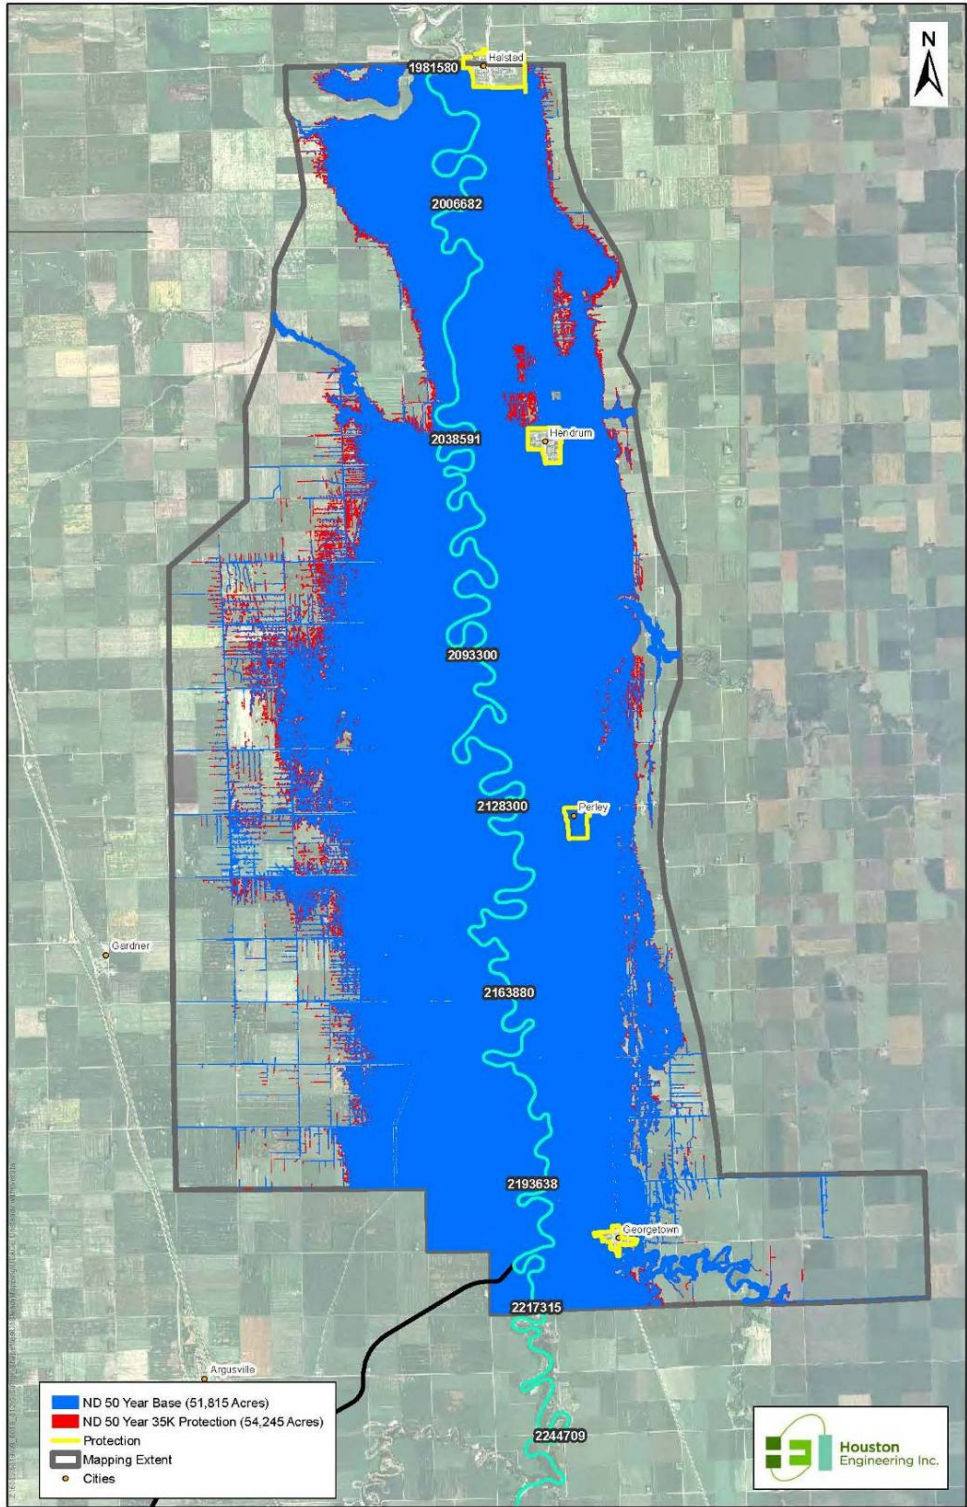 N
Halstad
1981580
2006682
Hendrum
2038591
2093300
2128300
Perley
Gardner
2163880
2193638
Georgetown
2217315
Argusville
2244709
ND 50 Year Base (51,815 Acres)
ND 50 Year 35K Protection (54,245 Acres)
Protection
Mapping Extent
Cities
Houston
Engineering Inc.